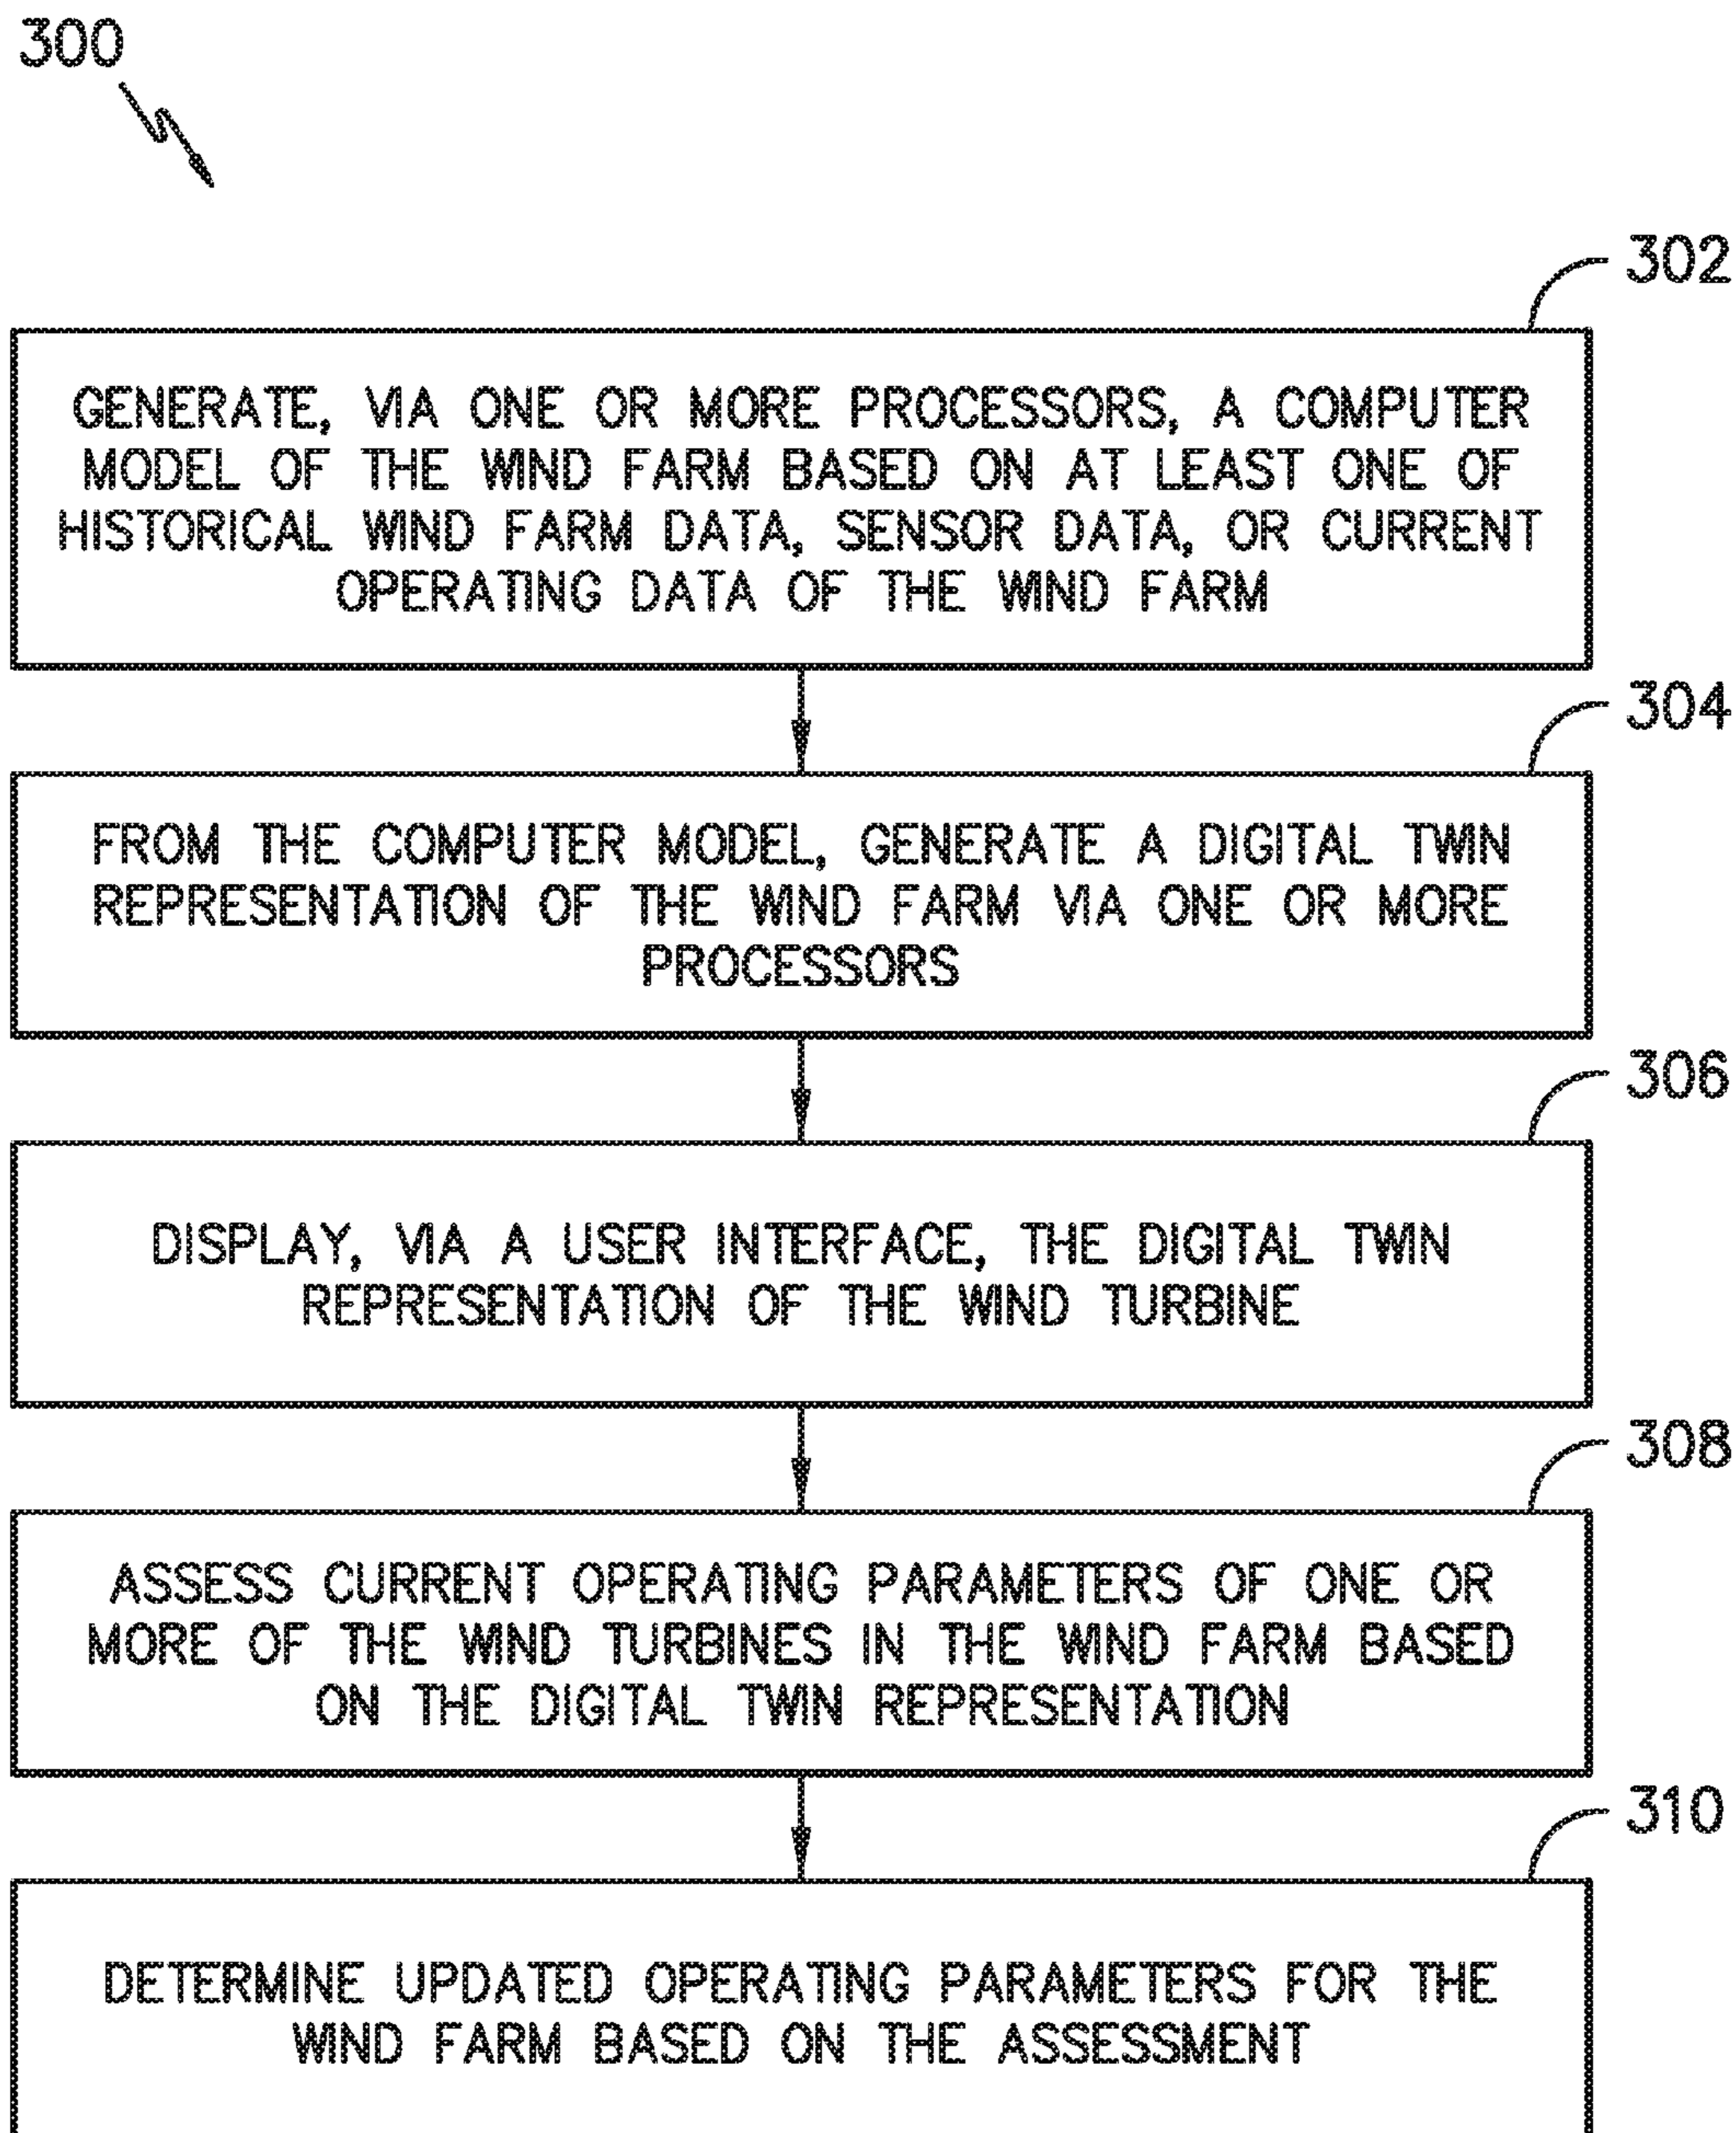 300
302
GENERATE, VIA ONE OR MORE PROCESSORS, A COMPUTER
MODEL OF THE WIND FARM BASED ON AT LEAST ONE OF
HISTORICAL WIND FARM DATA, SENSOR DATA, OR CURRENT
OPERATING DATA OF THE WIND FARM
304
FROM THE COMPUTER MODEL, GENERATE A DIGITAL TWIN
REPRESENTATION OF THE WIND FARM VIA ONE OR MORE
PROCESSORS
306
DISPLAY, VIA A USER INTERFACE, THE DIGITAL TWIN
REPRESENTATION OF THE WIND TURBINE
308
ASSESS CURRENT OPERATING PARAMETERS OF ONE OR
MORE OF THE WIND TURBINES IN THE WIND FARM BASED
ON THE DIGITAL TWIN REPRESENTATION
310
DETERMINE UPDATED OPERATING PARAMETERS FOR THE
WIND FARM BASED ON THE ASSESSMENT